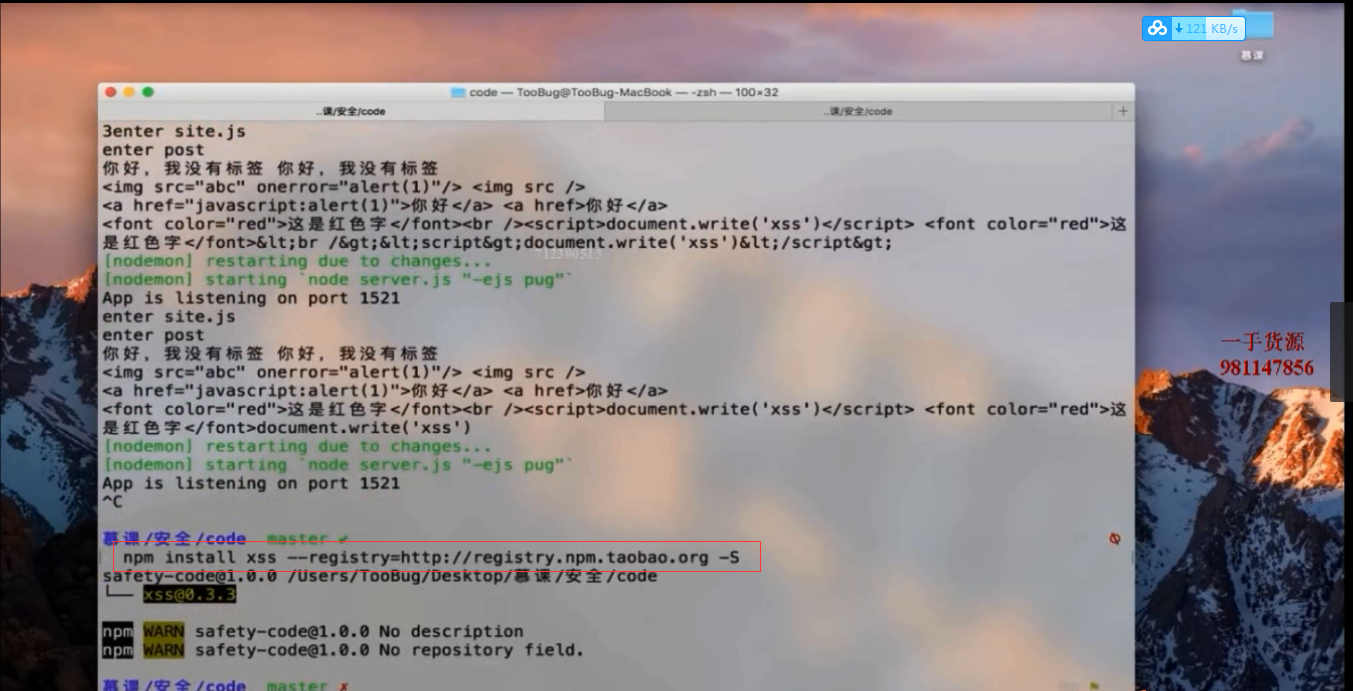 121 KB/s
慕课
code — TooBug@TooBug-MacBook — -zsh — 100×32
..课/安全/code
..课/安全/code
+
3enter site.js
enter post
你好，我没有标签 你好，我没有标签
<img src="abc" onerror="alert(1)"/> <img src />
<a href="javascript:alert(1)">你好</a> <a href>你好</a>
<font color="red">这是红色字</font><br /><script>document.write('xss')</script> <font color="red">这
是红色字</font>&lt;br /&gt;&lt;script&gt;document.write('xss')&lt;/script&gt;
[nodemon] restarting due to changes...
[nodemon] starting `node server.js "-ejs pug"`
App is listening on port 1521
enter site.js
enter post
你好，我没有标签 你好，我没有标签
<img src="abc" onerror="alert(1)"/> <img src />
<a href="javascript:alert(1)">你好</a> <a href>你好</a>
<font color="red">这是红色字</font><br /><script>document.write('xss')</script> <font color="red">这
是红色字</font>document.write('xss')
[nodemon] restarting due to changes...
[nodemon] starting `node server.js "-ejs pug"`
App is listening on port 1521
^C
一手货源
981147856
慕课/安全/code master ✔
npm install xss --registry=http://registry.npm.taobao.org -S
safety-code@1.0.0 /Users/TooBug/Desktop/慕课/安全/code
└── xss@0.3.3
npm WARN safety-code@1.0.0 No description
npm WARN safety-code@1.0.0 No repository field.
慕课/安全/code master ✗